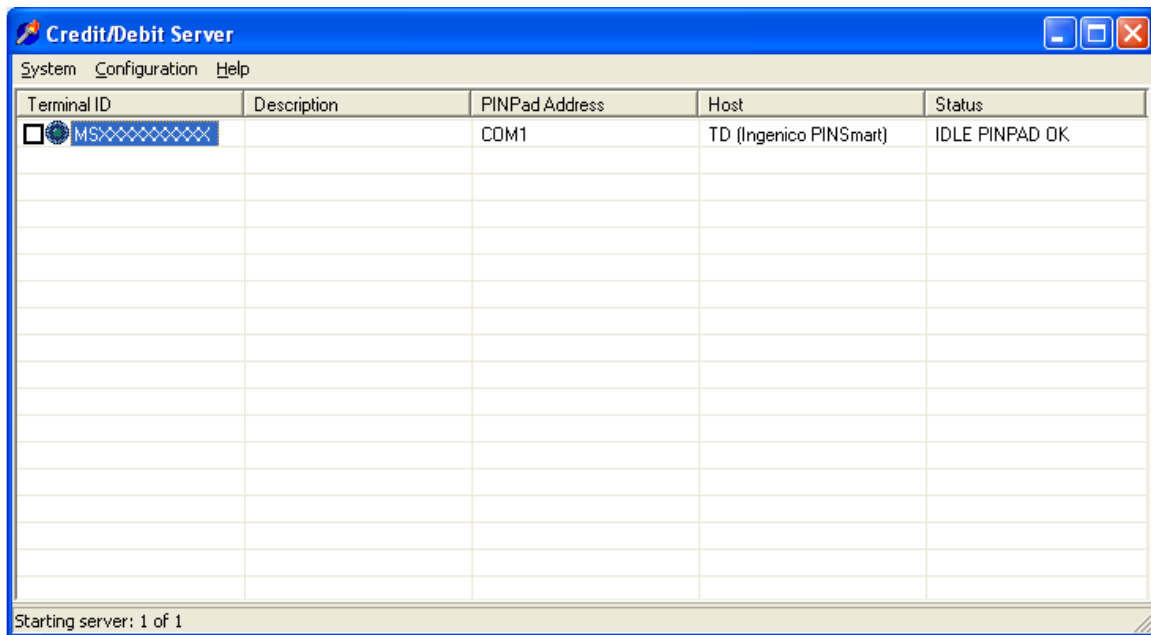 Credit/Debit Server
System Configuration Help
Terminal ID Description PINPad Address Host Status
MSXXXXXXXXX COM1 TD (Ingenico PINSmart) IDLE PINPAD OK
Starting server: 1 of 1